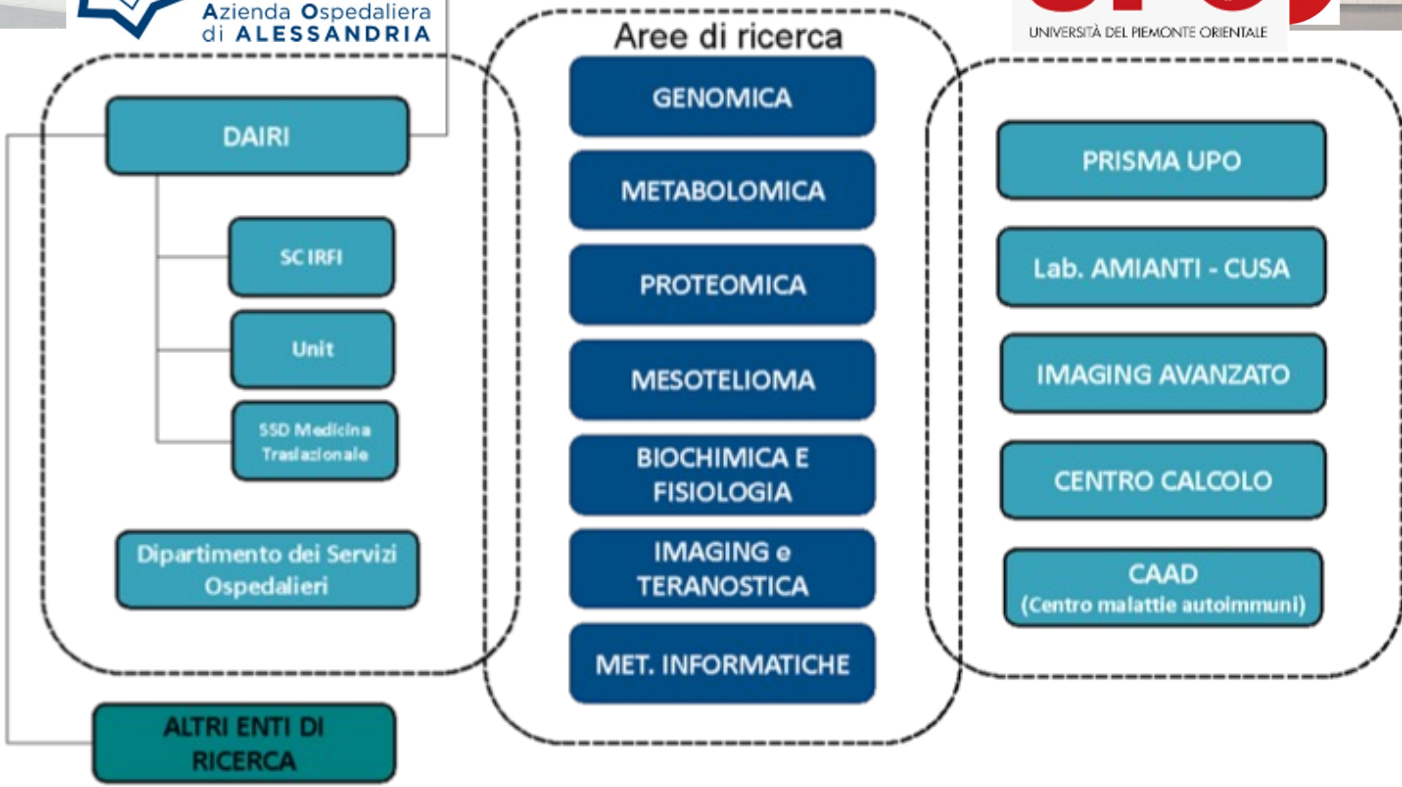 Azienda Ospedaliera
di ALESSANDRIA
UNIVERSITÀ DEL PIEMONTE ORIENTALE
Aree di ricerca
DAIRI
SC IRFI
Unit
SSD Medicina
Traslazionale
Dipartimento dei Servizi
Ospedalieri
ALTRI ENTI DI
RICERCA
GENOMICA
METABOLOMICA
PROTEOMICA
MESOTELIOMA
BIOCHIMICA E
FISIOLOGIA
IMAGING e
TERANOSTICA
MET. INFORMATICHE
PRISMA UPO
Lab. AMIANTI - CUSA
IMAGING AVANZATO
CENTRO CALCOLO
CAAD
(Centro malattie autoimmuni)